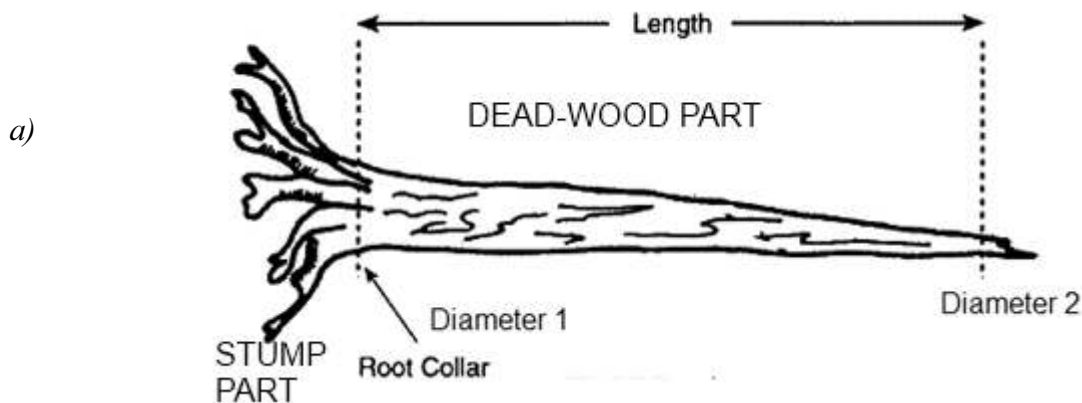 Length
a)
DEAD-WOOD PART
Diameter 1
Diameter 2
STUMP
PART
Root Collar